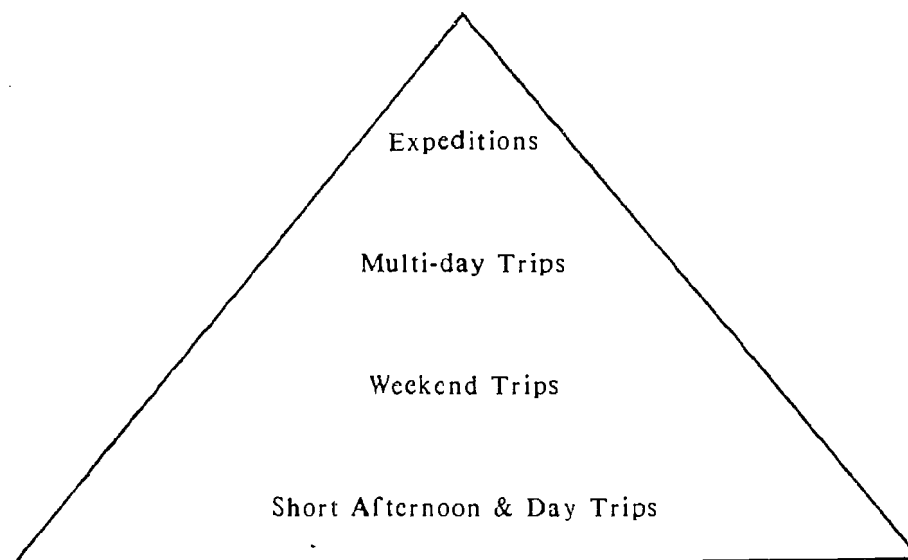 Expeditions
Multi-day Trips
Weekend Trips
Short Afternoon & Day Trips